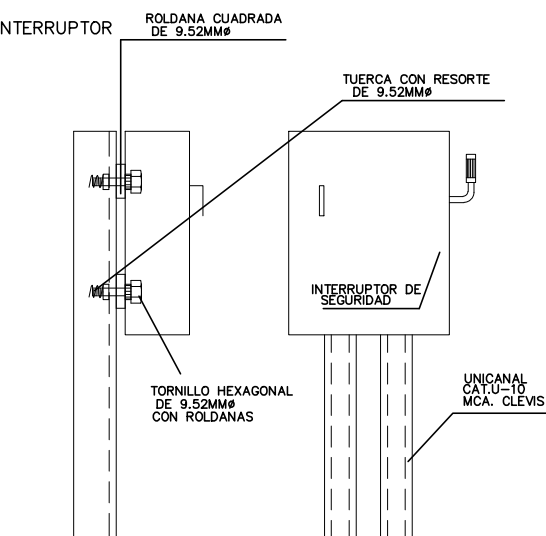 NTERRUPTOR
ROLDANA CUADRADA
DE 9.52MMø
TUERCA CON RESORTE
DE 9.52MMø
INTERRUPTOR DE
SEGURIDAD
TORNILLO HEXAGONAL
DE 9.52MMø
CON ROLDANAS
UNICANAL
CAT.U-10
MCA. CLEVIS